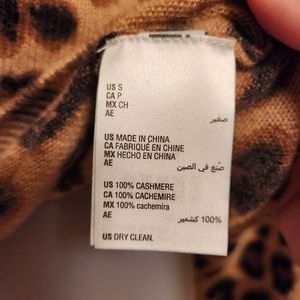 US S
CA P
MX CH
AE صغير
US MADE IN CHINA
CA FABRIQUÉ EN CHINE
MX HECHO EN CHINA
AE صنع في الصين
US 100% CASHMERE
CA 100% CACHEMIRE
MX 100% cachemira
AE 100% كشمير
US DRY CLEAN.